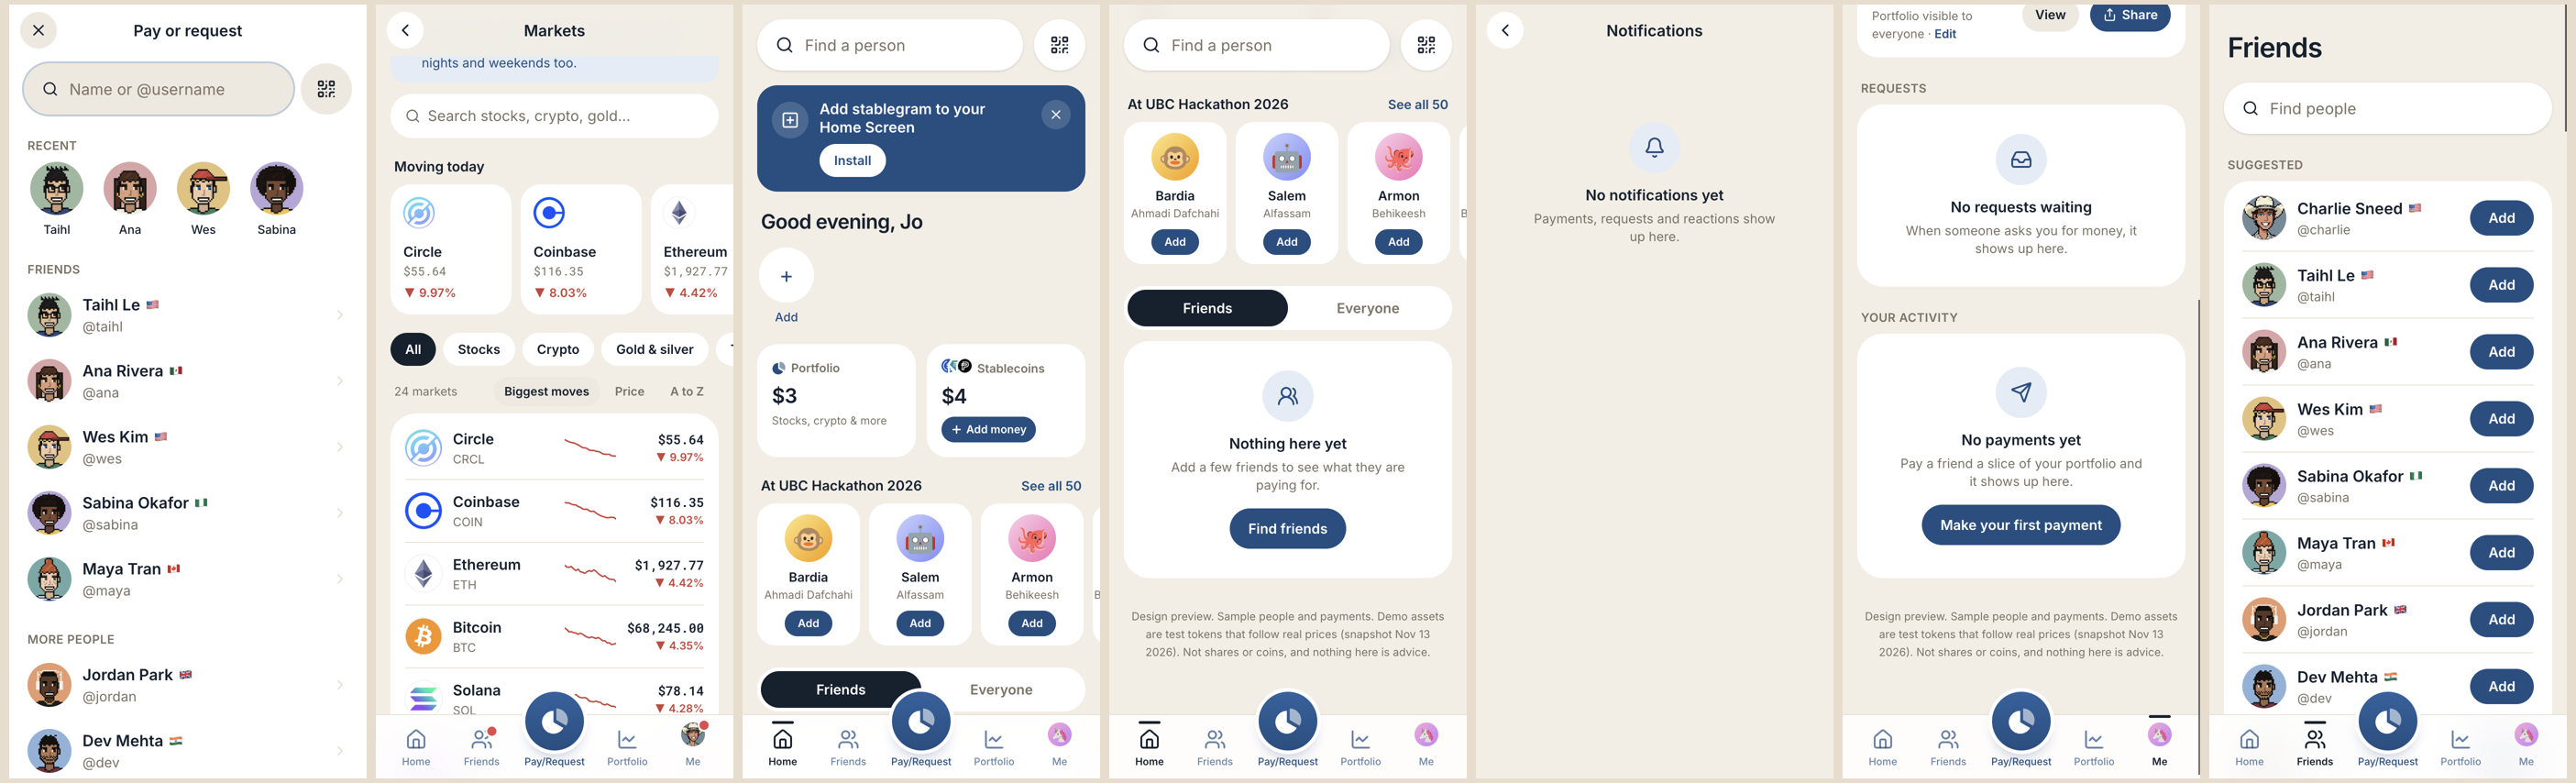 Pay or request
Name or @username
RECENT
Taihl
Ana
Wes
Sabina
FRIENDS
Taihl Le
@taihl
Ana Rivera
@ana
Wes Kim
@wes
Sabina Okafor
@sabina
Maya Tran
@maya
MORE PEOPLE
Jordan Park
@jordan
Dev Mehta
@dev
Markets
nights and weekends too.
Search stocks, crypto, gold...
Moving today
Circle
$55.64
▼ 9.97%
Coinbase
$116.35
▼ 8.03%
Ethereum
$1,927.77
▼ 4.42%
All
Stocks
Crypto
Gold & silver
24 markets
Biggest moves
Price
A to Z
Circle
CRCL
$55.64
▼ 9.97%
Coinbase
COIN
$116.35
▼ 8.03%
Ethereum
ETH
$1,927.77
▼ 4.42%
Bitcoin
BTC
$68,245.00
▼ 4.35%
Solana
SOL
$78.14
▼ 4.28%
Home
Friends
Pay/Request
Portfolio
Me
Find a person
Add stablegram to your
Home Screen
Install
Good evening, Jo
+
Add
Portfolio
$3
Stocks, crypto & more
Stablecoins
$4
+ Add money
At UBC Hackathon 2026
See all 50
Bardia
Ahmadi Dafchahi
Add
Salem
Alfassam
Add
Armon
Behikeesh
Add
B
Friends
Everyone
Home
Friends
Pay/Request
Portfolio
Me
Find a person
At UBC Hackathon 2026
See all 50
Bardia
Ahmadi Dafchahi
Add
Salem
Alfassam
Add
Armon
Behikeesh
Add
B
Friends
Everyone
Nothing here yet
Add a few friends to see what they are
paying for.
Find friends
Design preview. Sample people and payments. Demo assets
are test tokens that follow real prices (snapshot Nov 13
2026). Not shares or coins, and nothing here is advice.
Home
Friends
Pay/Request
Portfolio
Me
Notifications
No notifications yet
Payments, requests and reactions show
up here.
Portfolio visible to
everyone · Edit
View
Share
REQUESTS
No requests waiting
When someone asks you for money, it
shows up here.
YOUR ACTIVITY
No payments yet
Pay a friend a slice of your portfolio and
it shows up here.
Make your first payment
Design preview. Sample people and payments. Demo assets
are test tokens that follow real prices (snapshot Nov 13
2026). Not shares or coins, and nothing here is advice.
Home
Friends
Pay/Request
Portfolio
Me
Friends
Find people
SUGGESTED
Charlie Sneed
@charlie
Add
Taihl Le
@taihl
Add
Ana Rivera
@ana
Add
Wes Kim
@wes
Add
Sabina Okafor
@sabina
Add
Maya Tran
@maya
Add
Jordan Park
@jordan
Add
Dev Mehta
@dev
Add
Home
Friends
Pay/Request
Portfolio
Me